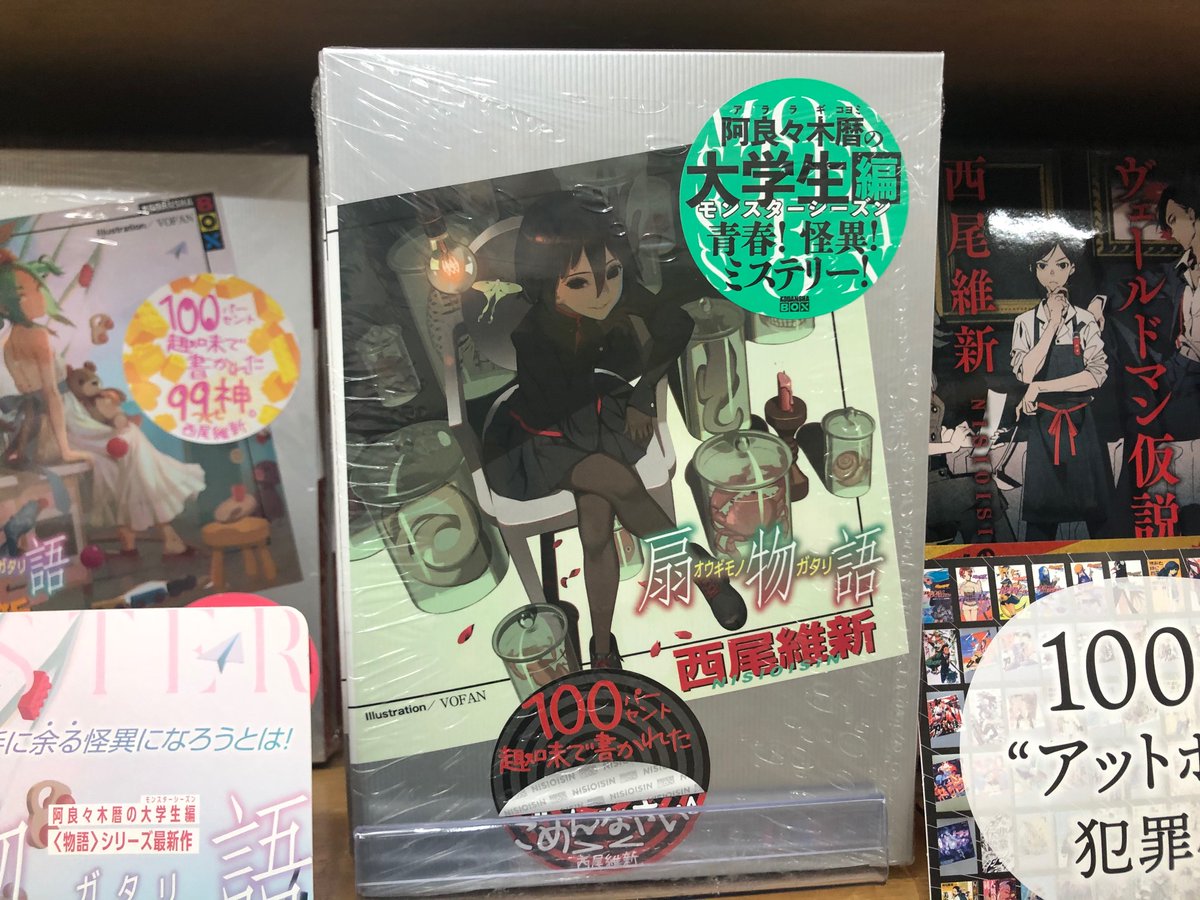 アララギ コヨミ
阿良々木暦の
大学生編
モンスターシーズン
青春!怪異!
ミステリー!
KODANSHA
BOX
扇物語
オウギモノガタリ
西尾維新
NISIOISIN
Illustration/VOFAN
100パーセント
趣味で書かれた
NISIOISIN
NISIOISIN
ごめんなさい
西尾維新
Illustration/VOFAN
KODANSHA
BOX
100パーセント
趣味で
書かれた
99神。
西尾維新
ガタリ
語
STER
手に余る怪異になろうとは!
モンスターシーズン
阿良々木暦の大学生編
〈物語〉シリーズ最新作
物語
ガタリ
西尾維新
NISIOISI
ヴェールドマン仮説
100
"アットホ
犯罪